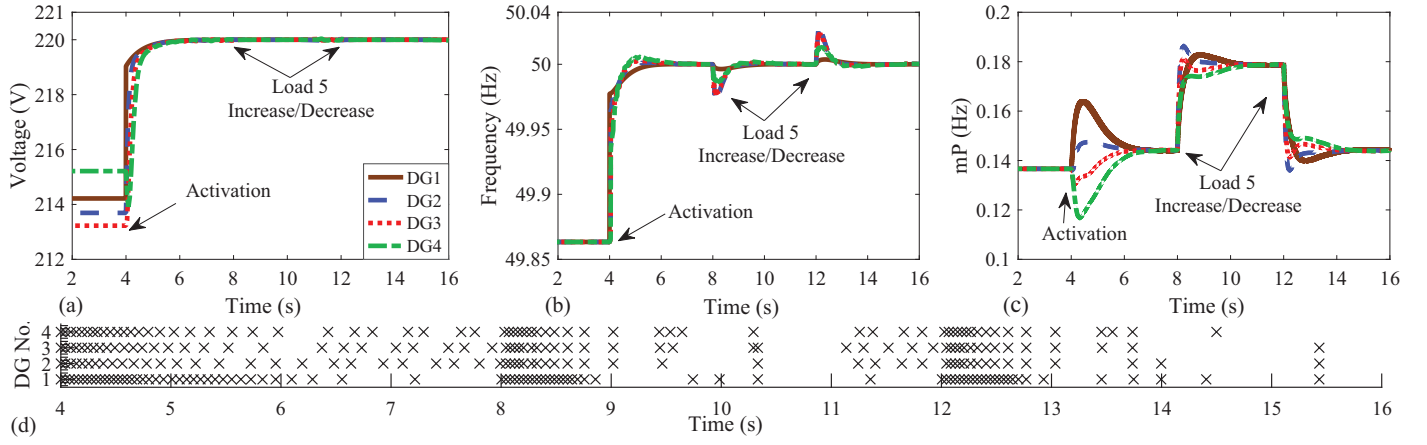 Voltage (V)
220
218
216
214
212
Load 5
Increase/Decrease
Activation
DG1
DG2
DG3
DG4
2 4 6 8 10 12 14 16
(a) Time (s)
Frequency (Hz)
50.04
50
49.95
49.9
49.85
Load 5
Increase/Decrease
Activation
2 4 6 8 10 12 14 16
(b) Time (s)
mP (Hz)
0.2
0.18
0.16
0.14
0.12
0.1
Load 5
Increase/Decrease
Activation
2 4 6 8 10 12 14 16
(c) Time (s)
DG No.
4
3
2
1
4 5 6 7 8 9 10 11 12 13 14 15 16
(d) Time (s)